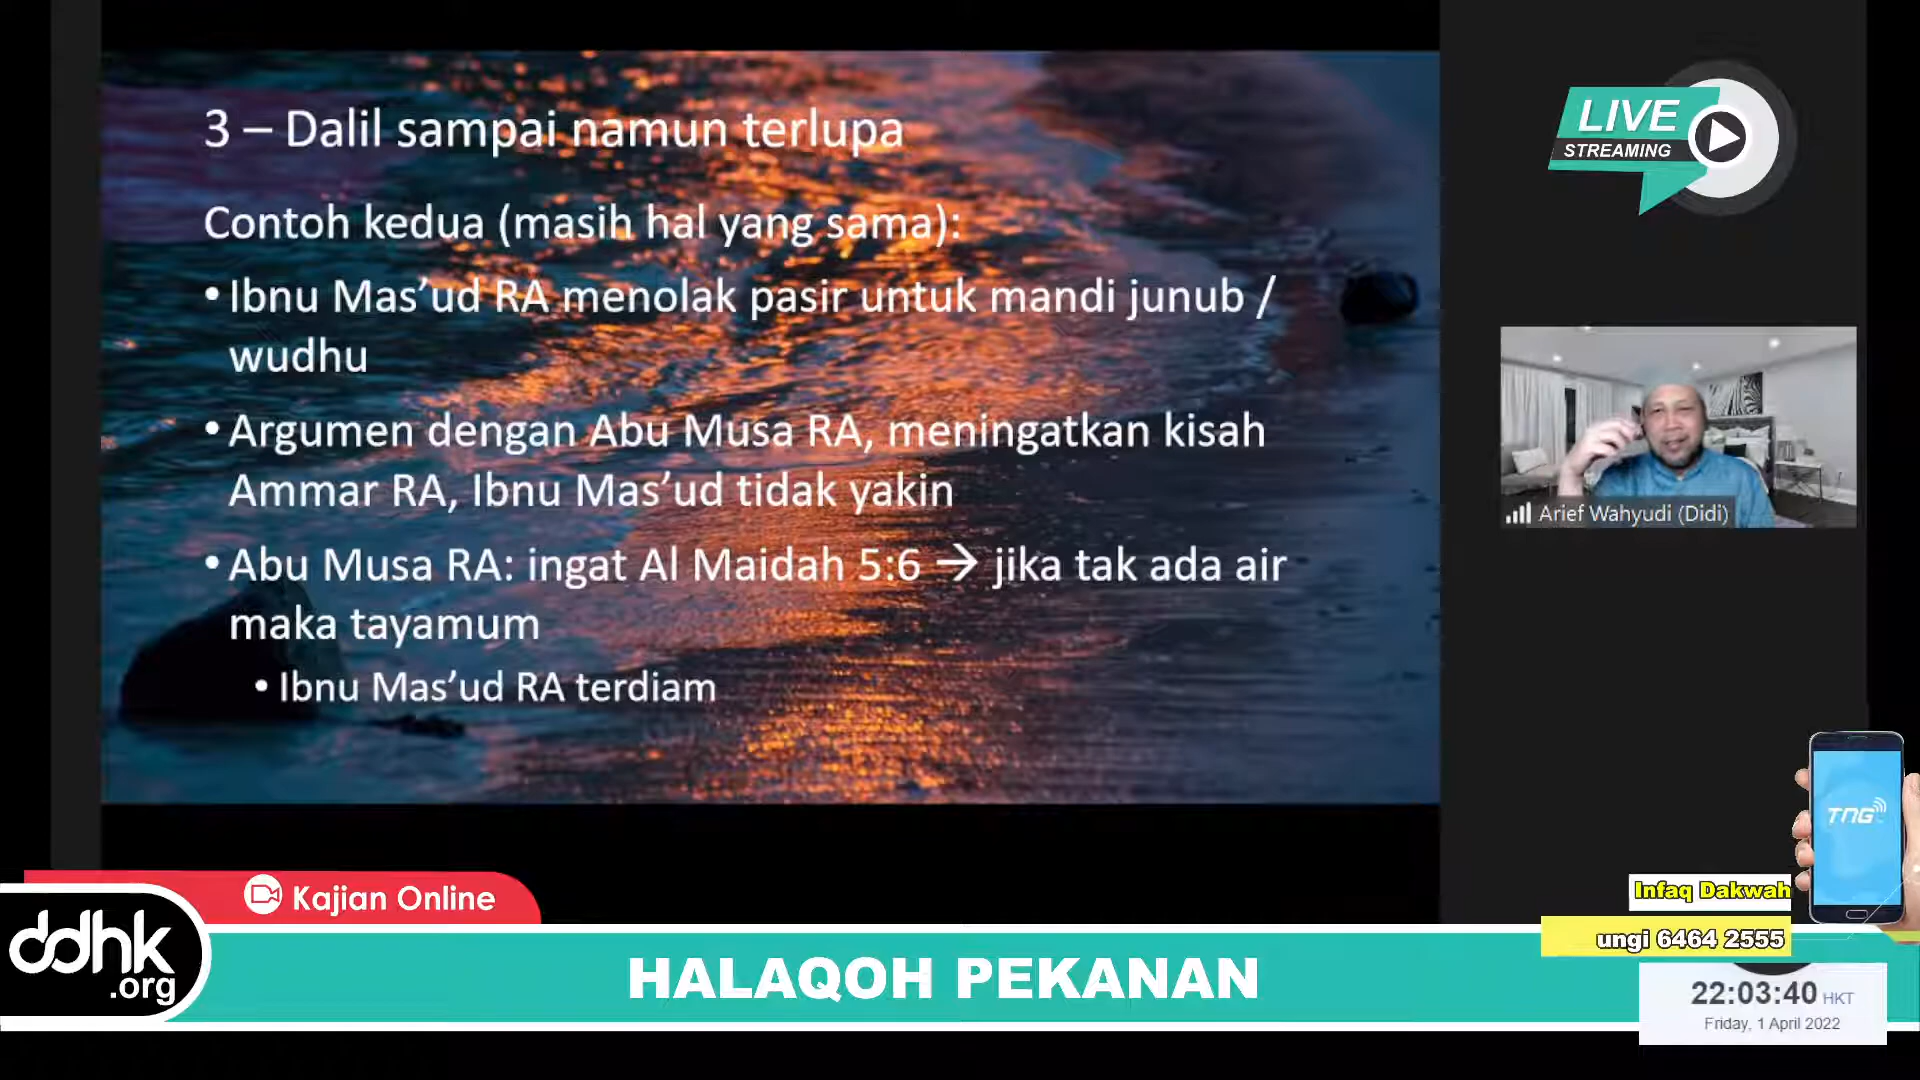 3 – Dalil sampai namun terlupa
Contoh kedua (masih hal yang sama):
• Ibnu Mas’ud RA menolak pasir untuk mandi junub /
wudhu
• Argumen dengan Abu Musa RA, meningatkan kisah
Ammar RA, Ibnu Mas’ud tidak yakin
• Abu Musa RA: ingat Al Maidah 5:6 → jika tak ada air
maka tayamum
• Ibnu Mas’ud RA terdiam
LIVE
STREAMING
Arief Wahyudi (Didi)
TNG
Kajian Online
ddhk
.org
HALAQOH PEKANAN
Infaq Dakwah
ungi 6464 2555
22:03:40 HKT
Friday, 1 April 2022